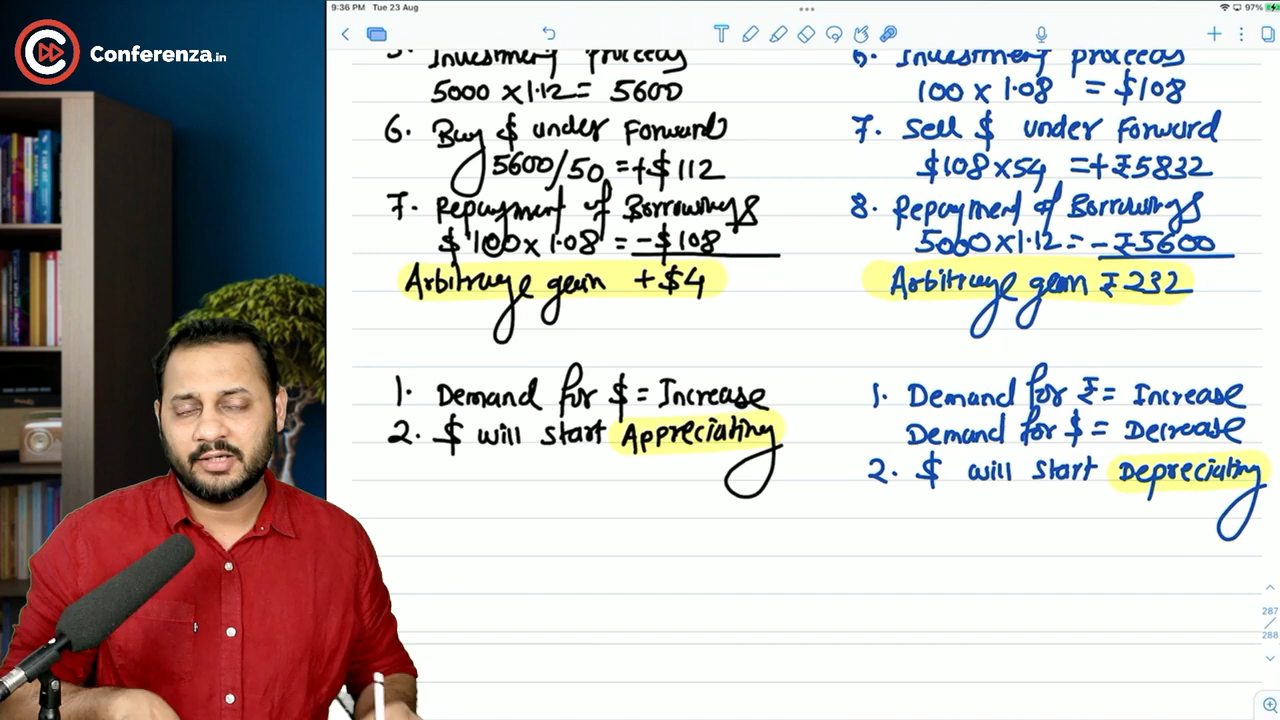 9:36 PM Tue 23 Aug
97%
Conferenza.in
5. Investment proceeds
5000 x 1.12 = 5600
6. Buy $ under Forward
5600/50 = +$ 112
7. Repayment of Borrowings
$ 100 x 1.08 = -$ 108
Arbitrage gain +$4
1. Demand for $ = Increase
2. $ will start Appreciating
6. Investment proceeds
100 x 1.08 = $108
7. Sell $ under Forward
$108 x 54 = +₹5832
8. Repayment of Borrowings
5000 x 1.12 = -₹5600
Arbitrage gain ₹232
1. Demand for ₹ = Increase
Demand for $ = Decrease
2. $ will start Depreciating
287
/
288